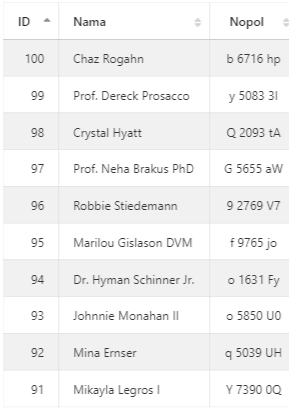 ID Nama Nopol
100 Chaz Rogahn b 6716 hp
99 Prof. Dereck Prosacco y 5083 3l
98 Crystal Hyatt Q 2093 tA
97 Prof. Neha Brakus PhD G 5655 aW
96 Robbie Stiedemann 9 2769 V7
95 Marilou Gislason DVM f 9765 jo
94 Dr. Hyman Schinner Jr. o 1631 Fy
93 Johnnie Monahan II o 5850 U0
92 Mina Ernser q 5039 UH
91 Mikayla Legros I Y 7390 0Q